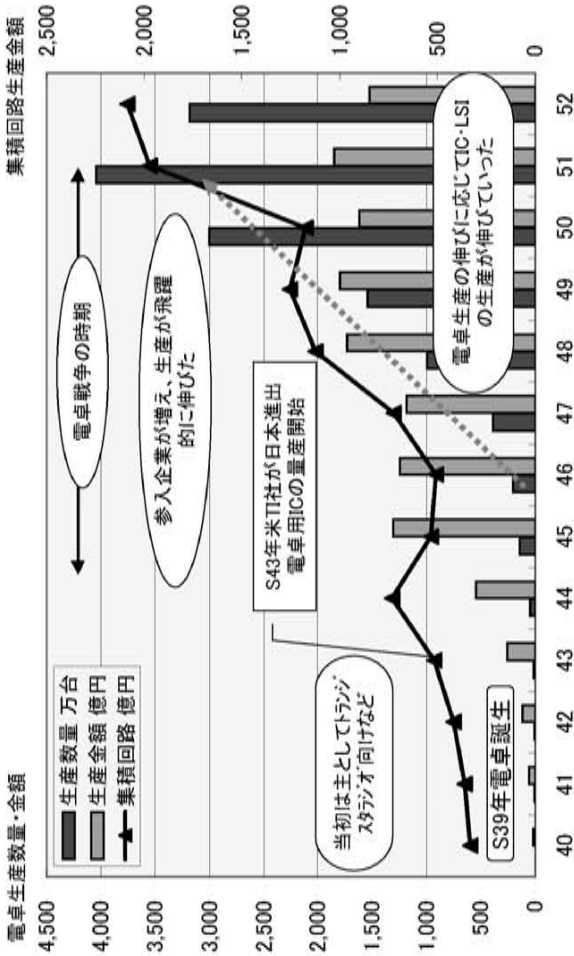 電卓生産数量・金額
集積回路生産金額
4,500
4,000
3,500
3,000
2,500
2,000
1,500
1,000
500
0
2,500
2,000
1,500
1,000
500
0
生産数量 万台
生産金額 億円
集積回路 億円
電卓戦争の時期
参入企業が増え、生産が飛躍
的に伸びた
S43年米TI社が日本進出
電卓用ICの量産開始
当初は主としてトランジ
スタラジオ向けなど
S39年電卓誕生
電卓生産の伸びに応じてIC・LSI
の生産が伸びていった
40 41 42 43 44 45 46 47 48 49 50 51 52